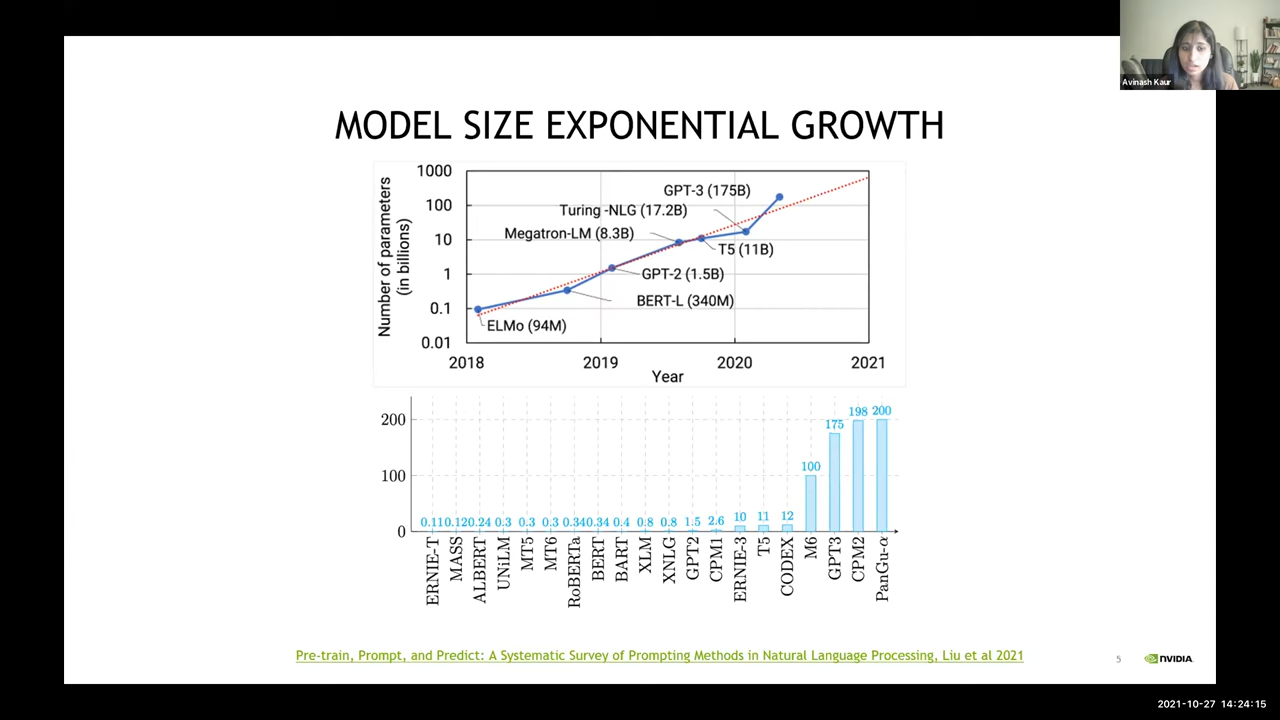 Avinash Kaur
MODEL SIZE EXPONENTIAL GROWTH
Number of parameters
(in billions)
1000
100
10
1
0.1
0.01
GPT-3 (175B)
Turing -NLG (17.2B)
Megatron-LM (8.3B)
T5 (11B)
GPT-2 (1.5B)
BERT-L (340M)
ELMo (94M)
2018 2019 2020 2021
Year
200
100
0
0.11 0.12 0.24 0.3 0.3 0.3 0.34 0.34 0.4 0.8 0.8 1.5 2.6 10 11 12 100 175 198 200
ERNIE-T
MASS
ALBERT
UNiLM
MT5
MT6
RoBERTa
BERT
BART
XLM
XNLG
GPT2
CPM1
ERNIE-3
T5
CODEX
M6
GPT3
CPM2
PanGu-α
Pre-train, Prompt, and Predict: A Systematic Survey of Prompting Methods in Natural Language Processing, Liu et al 2021
5
NVIDIA.
2021-10-27 14:24:15